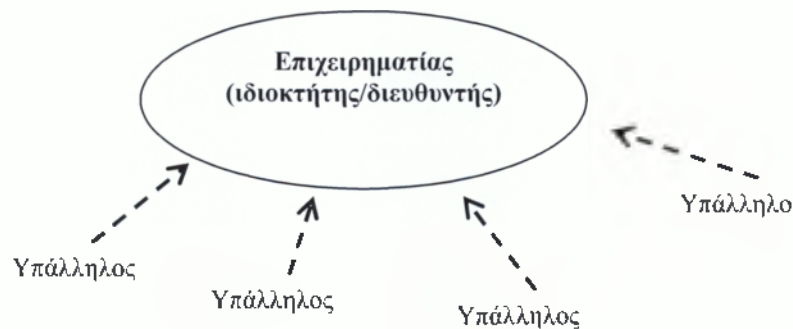 Επιχειρηματίας
(ιδιοκτήτης/διευθυντής)
Υπάλληλο
Υπάλληλος
Υπάλληλος
Υπάλληλος